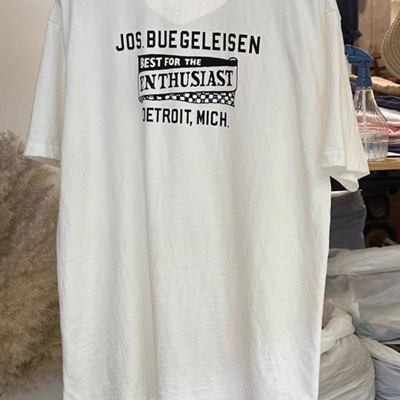 JOS. BUEGELEISEN
BEST FOR THE
ENTHUSIAST
DETROIT, MICH.